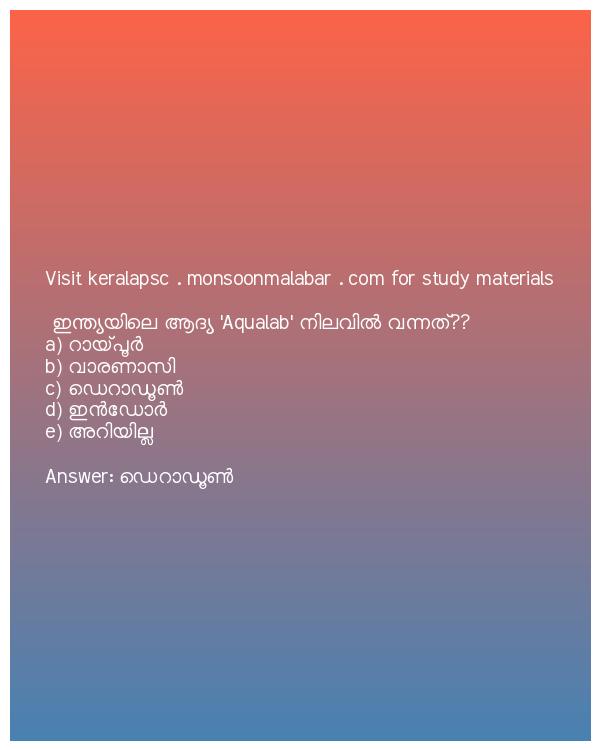 Visit keralapsc . monsoonmalabar . com for study materials
ഇന്ത്യയിലെ ആദ്യ 'Aqualab' നിലവിൽ വന്നത്??
a) റായ്പൂർ
b) വാരണാസി
c) ഡെറാഡൂൺ
d) ഇൻഡോർ
e) അറിയില്ല
Answer: ഡെറാഡൂൺ